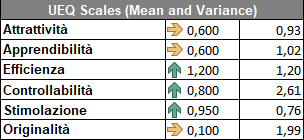 UEQ Scales (Mean and Variance)
Attrattività 0,600 0,93
Apprendibilità 0,600 1,02
Efficienza 1,200 1,20
Controllabilità 0,800 2,61
Stimolazione 0,950 0,76
Originalità 0,100 1,99